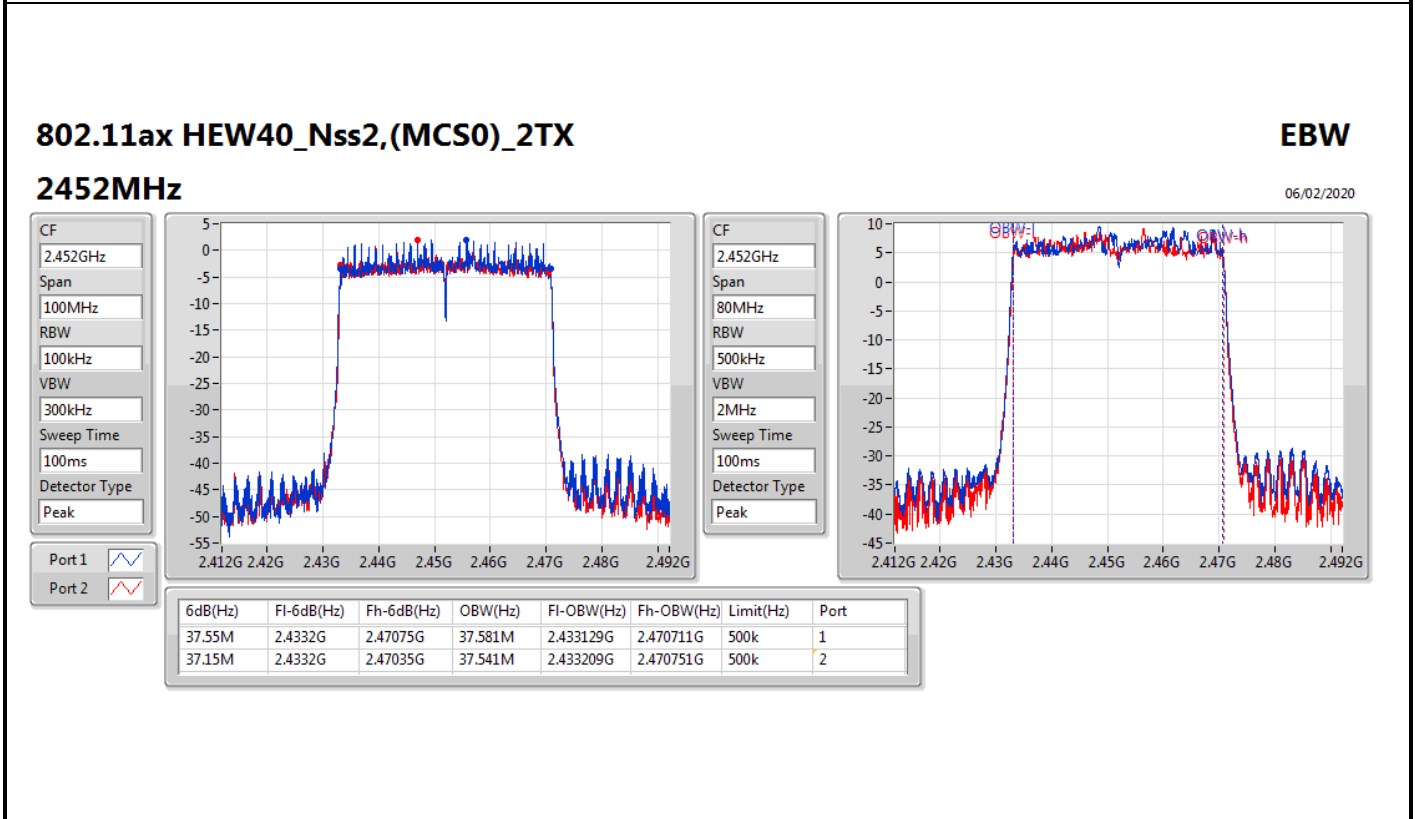 802.11ax HEW40_Nss2,(MCS0)_2TX
EBW
2452MHz
06/02/2020
CF
2.452GHz
Span
100MHz
RBW
100kHz
VBW
300kHz
Sweep Time
100ms
Detector Type
Peak
Port 1
Port 2
5
0
-5
-10
-15
-20
-25
-30
-35
-40
-45
-50
-55
2.412G 2.42G 2.43G 2.44G 2.45G 2.46G 2.47G 2.48G 2.492G
CF
2.452GHz
Span
80MHz
RBW
500kHz
VBW
2MHz
Sweep Time
100ms
Detector Type
Peak
OBW-l
OBW-h
10
5
0
-5
-10
-15
-20
-25
-30
-35
-40
-45
2.412G 2.42G 2.43G 2.44G 2.45G 2.46G 2.47G 2.48G 2.492G
6dB(Hz) Fl-6dB(Hz) Fh-6dB(Hz) OBW(Hz) Fl-OBW(Hz) Fh-OBW(Hz) Limit(Hz) Port
37.55M 2.4332G 2.47075G 37.581M 2.433129G 2.470711G 500k 1
37.15M 2.4332G 2.47035G 37.541M 2.433209G 2.470751G 500k 2